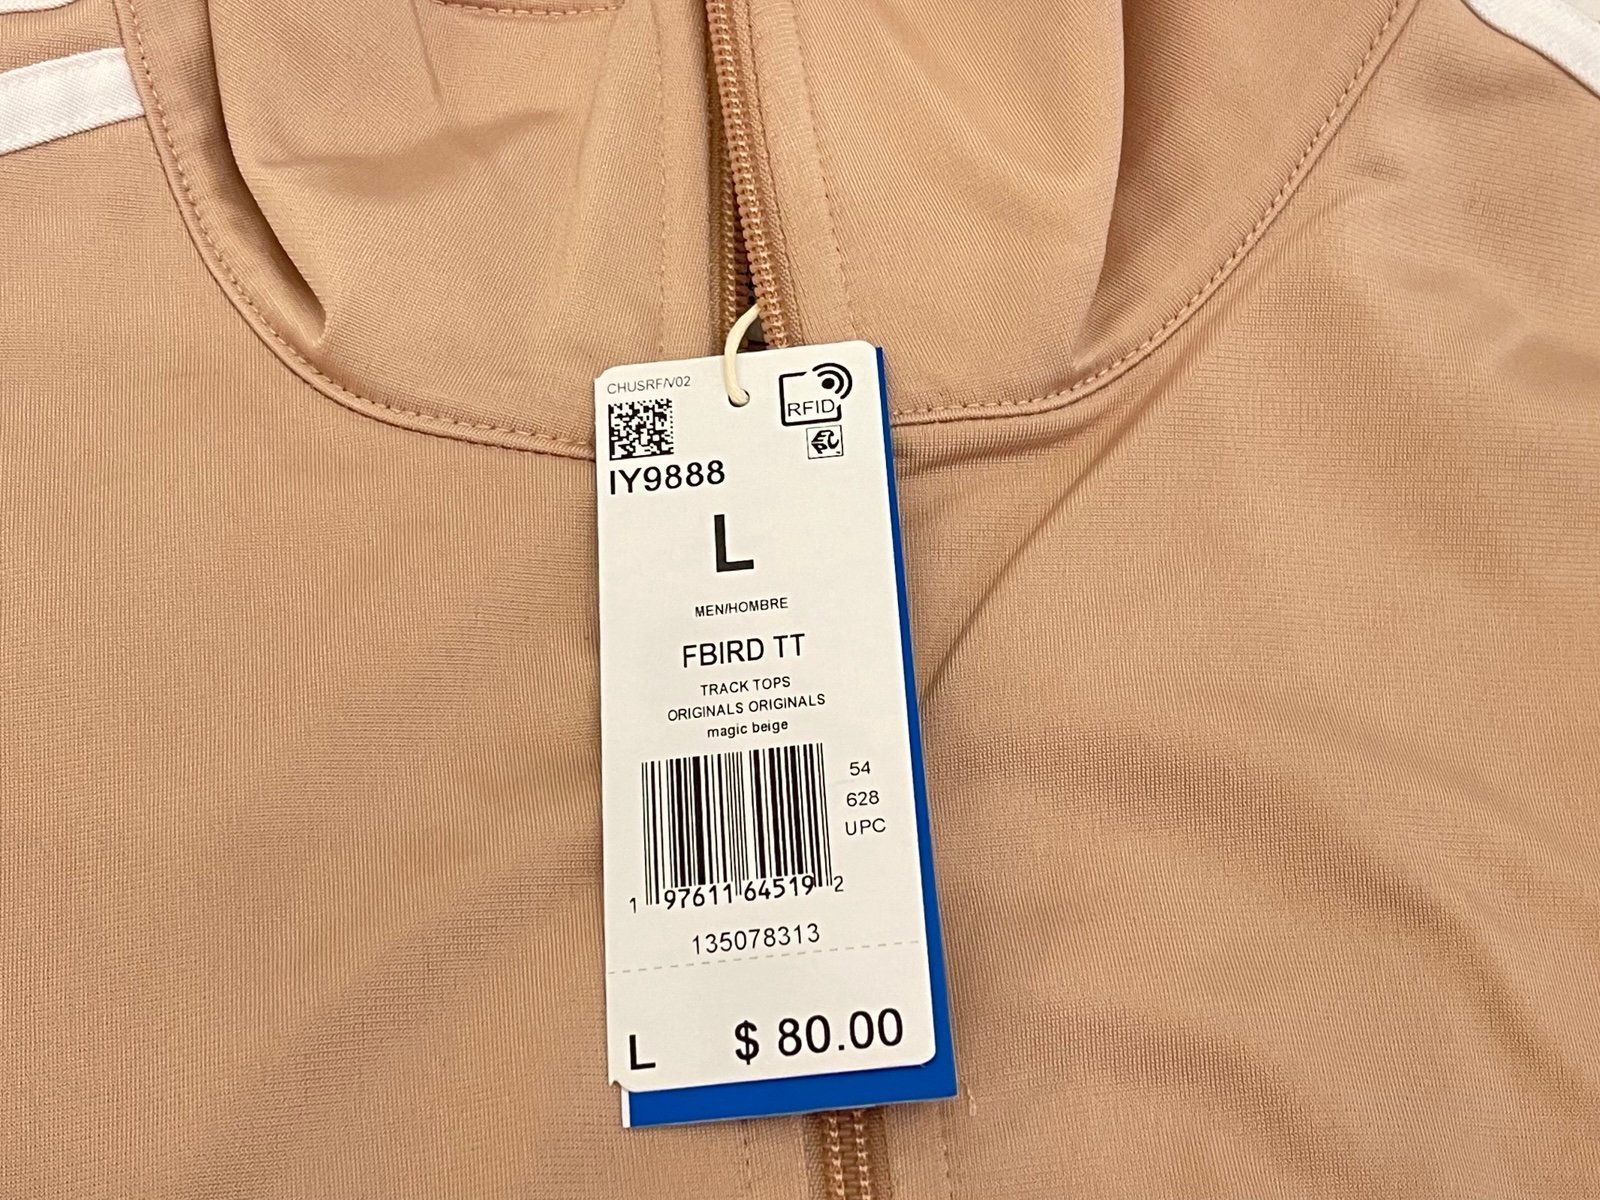 CHUSRF/V02
RFID
IY9888
L
MEN/HOMBRE
FBIRD TT
TRACK TOPS
ORIGINALS ORIGINALS
magic beige
54
628
UPC
1 97611 64519 2
135078313
L $ 80.00